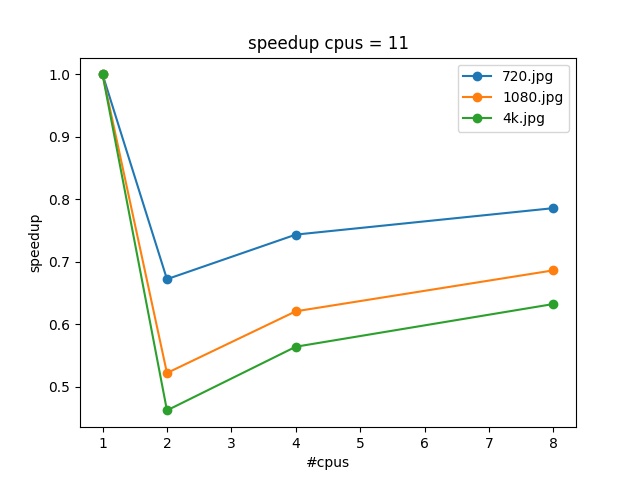 speedup cpus = 11
720.jpg
1080.jpg
4k.jpg
speedup
1.0
0.9
0.8
0.7
0.6
0.5
1 2 3 4 5 6 7 8
#cpus